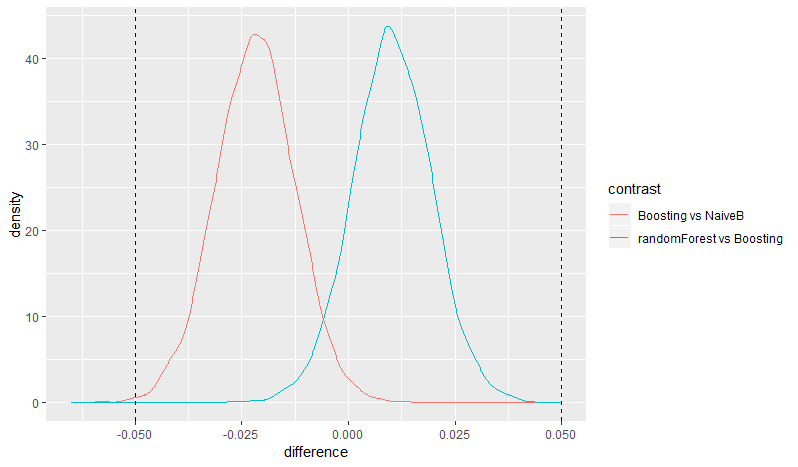 density
40
30
20
10
0
-0.050
-0.025
0.000
0.025
0.050
difference
contrast
Boosting vs NaiveB
randomForest vs Boosting